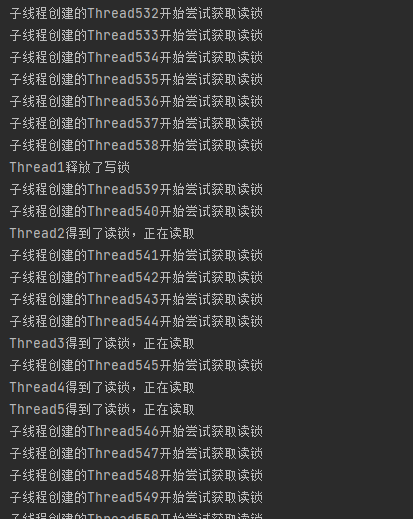 子线程创建的Thread532开始尝试获取读锁
子线程创建的Thread533开始尝试获取读锁
子线程创建的Thread534开始尝试获取读锁
子线程创建的Thread535开始尝试获取读锁
子线程创建的Thread536开始尝试获取读锁
子线程创建的Thread537开始尝试获取读锁
子线程创建的Thread538开始尝试获取读锁
Thread1释放了写锁
子线程创建的Thread539开始尝试获取读锁
子线程创建的Thread540开始尝试获取读锁
Thread2得到了读锁，正在读取
子线程创建的Thread541开始尝试获取读锁
子线程创建的Thread542开始尝试获取读锁
子线程创建的Thread543开始尝试获取读锁
子线程创建的Thread544开始尝试获取读锁
Thread3得到了读锁，正在读取
子线程创建的Thread545开始尝试获取读锁
Thread4得到了读锁，正在读取
Thread5得到了读锁，正在读取
子线程创建的Thread546开始尝试获取读锁
子线程创建的Thread547开始尝试获取读锁
子线程创建的Thread548开始尝试获取读锁
子线程创建的Thread549开始尝试获取读锁
子线程创建的Thread550开始尝试获取读锁